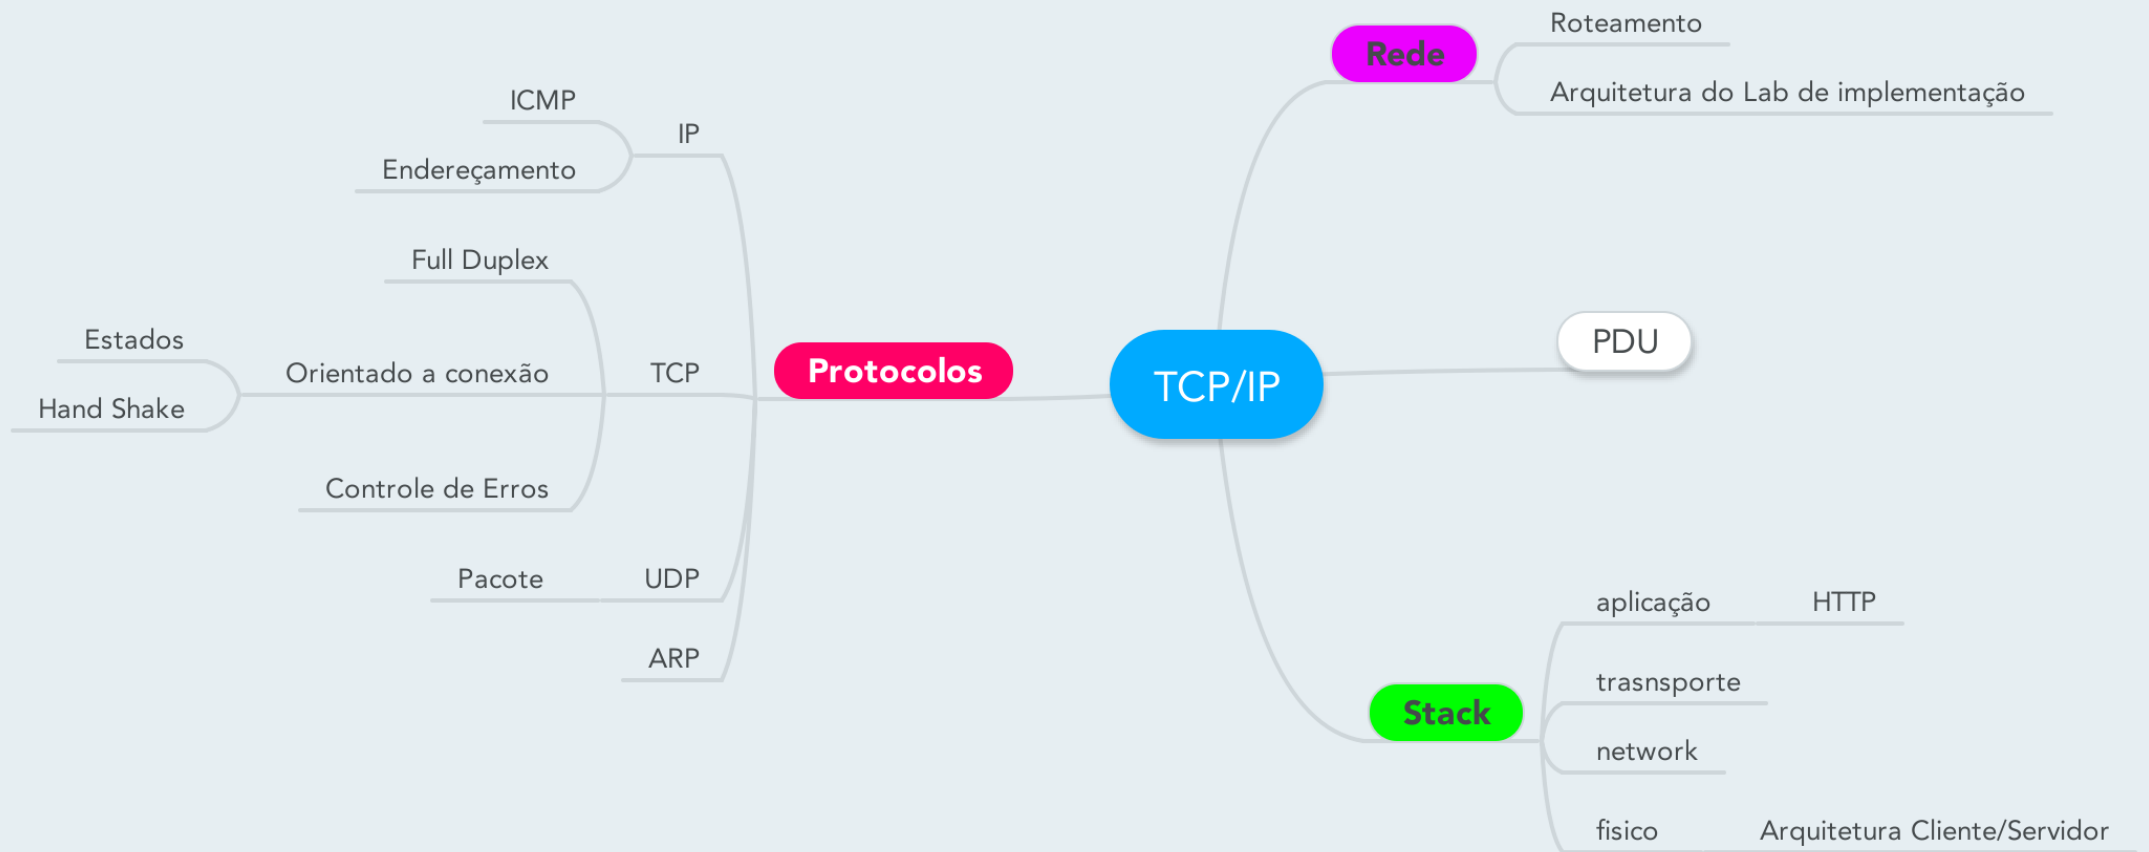 TCP/IP
Rede
Roteamento
Arquitetura do Lab de implementação
PDU
Stack
aplicação
HTTP
trasnsporte
network
fisico
Arquitetura Cliente/Servidor
Protocolos
IP
ICMP
Endereçamento
TCP
Full Duplex
Orientado a conexão
Estados
Hand Shake
Controle de Erros
UDP
Pacote
ARP